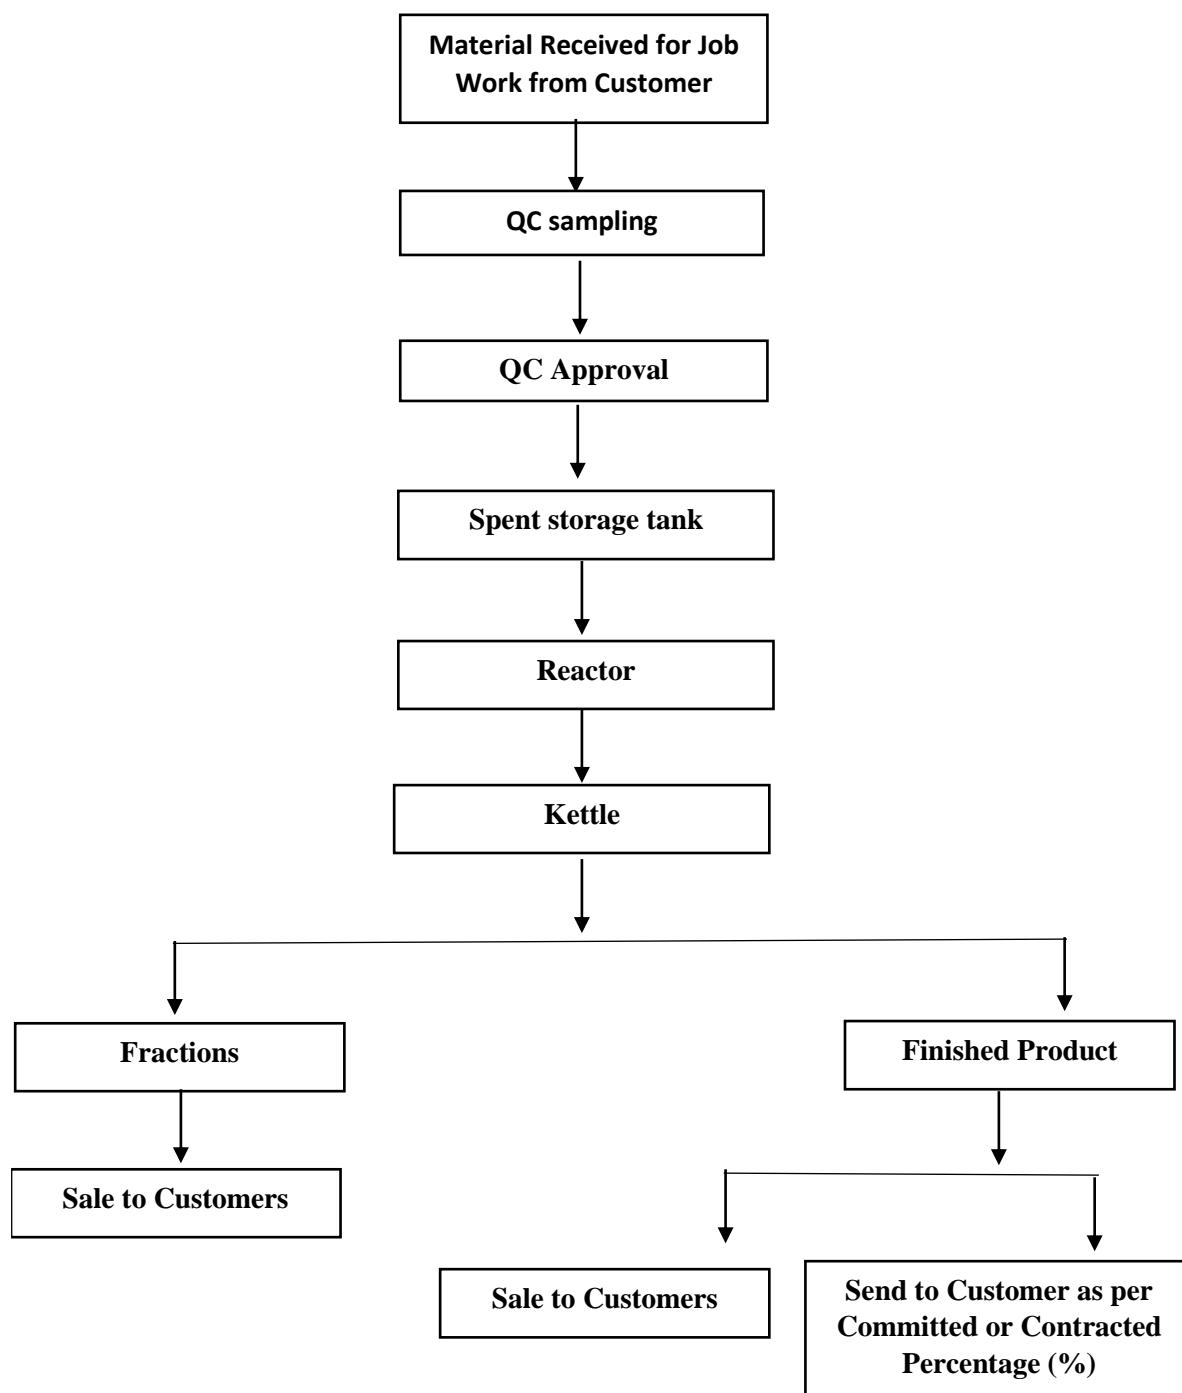 Material Received for Job
Work from Customer
QC sampling
QC Approval
Spent storage tank
Reactor
Kettle
Fractions
Finished Product
Sale to Customers
Sale to Customers
Send to Customer as per
Committed or Contracted
Percentage (%)